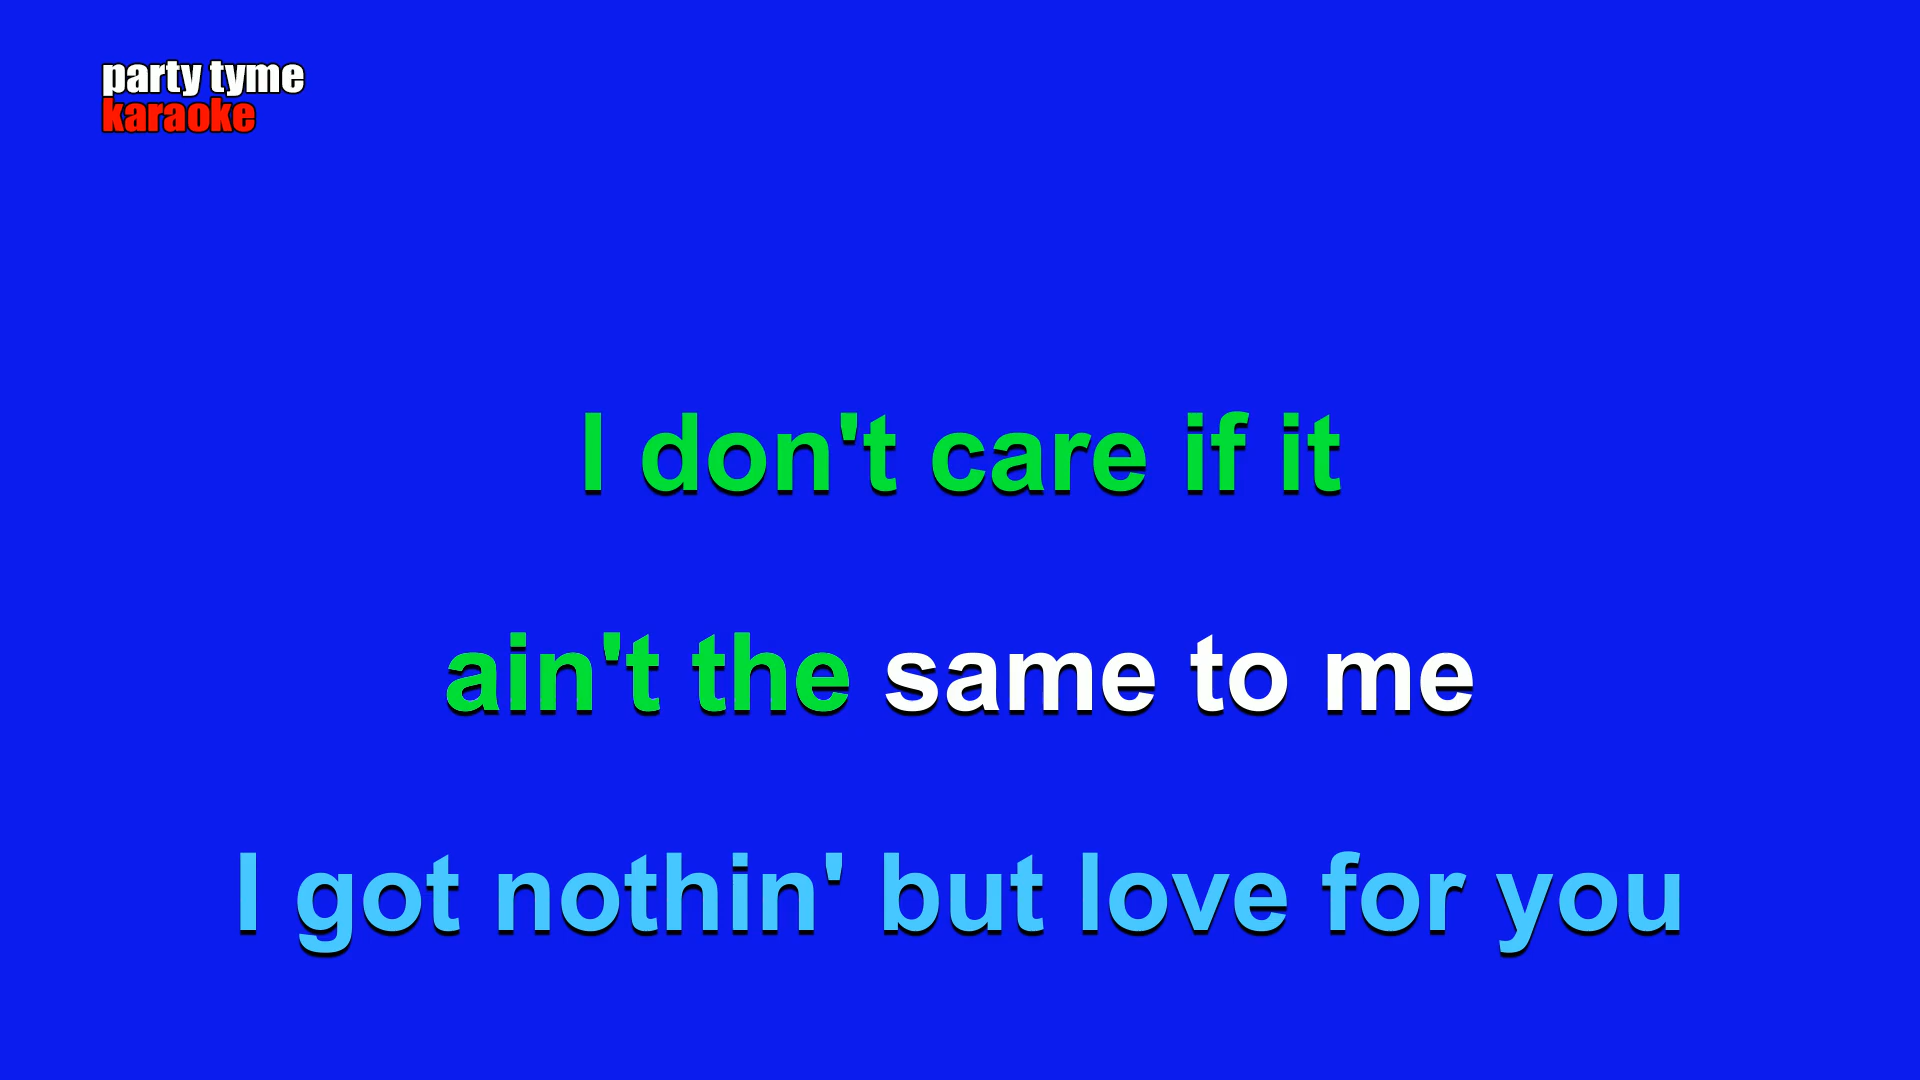 party tyme
karaoke
I don't care if it
ain't the same to me
I got nothin' but love for you